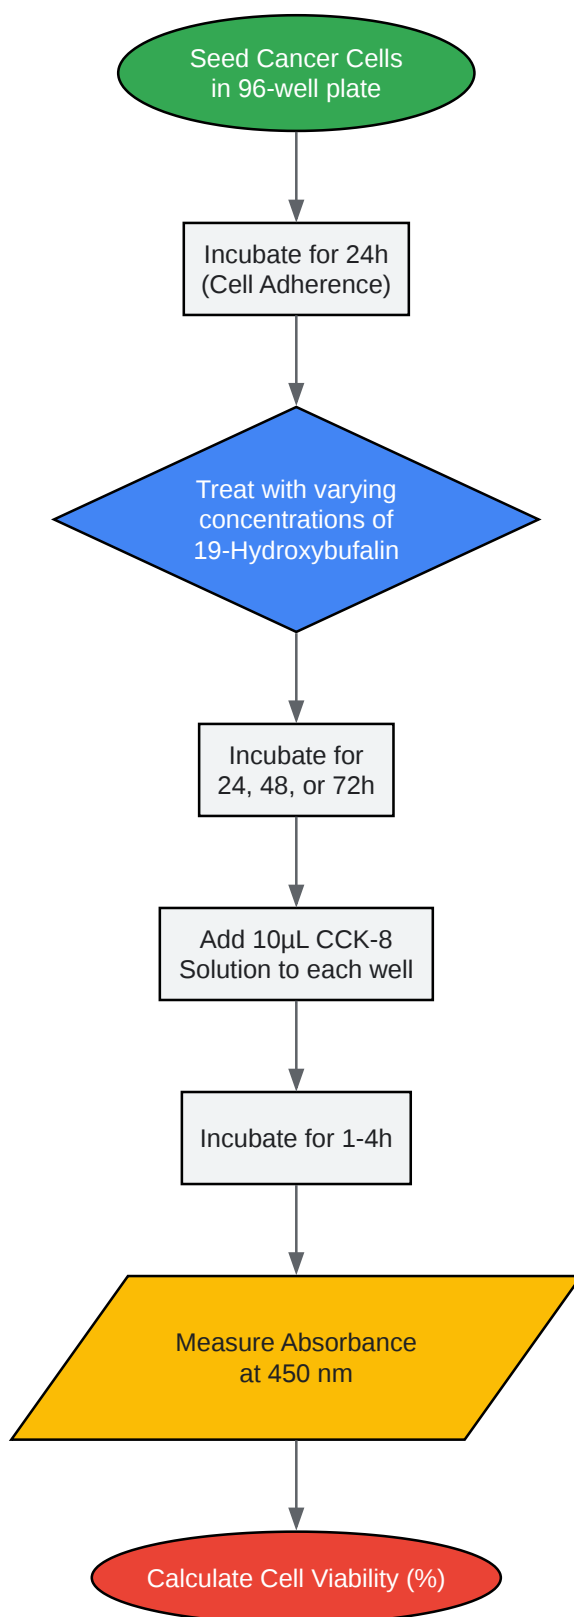 Seed Cancer Cells
in 96-well plate
Incubate for 24h
(Cell Adherence)
Treat with varying
concentrations of
19-Hydroxybufalin
Incubate for
24, 48, or 72h
Add 10µL CCK-8
Solution to each well
Incubate for 1-4h
Measure Absorbance
at 450 nm
Calculate Cell Viability (%)